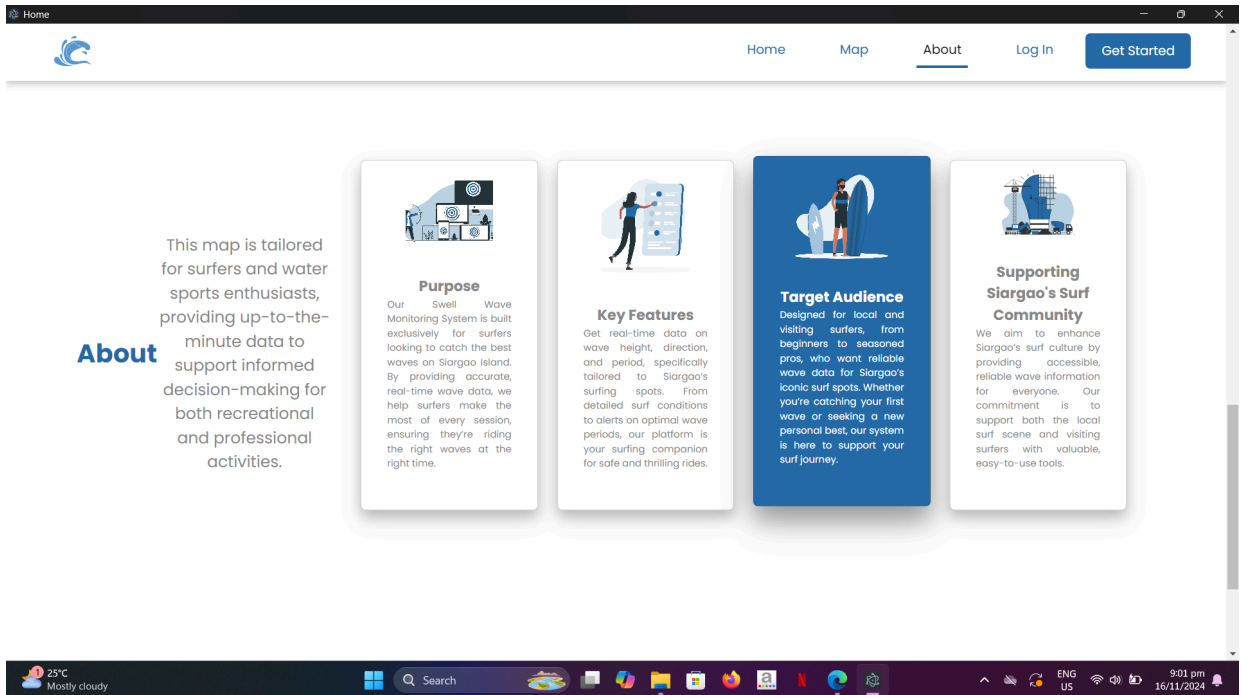 Home
Home
Map
About
Log In
Get Started
About
This map is tailored
for surfers and water
sports enthusiasts,
providing up-to-the-
minute data to
support informed
decision-making for
both recreational
and professional
activities.
Purpose
Our Swell Wave
Monitoring System is built
exclusively for surfers
looking to catch the best
waves on Siargao Island.
By providing accurate,
real-time wave data, we
help surfers make the
most of every session,
ensuring they're riding
the right waves at the
right time.
Key Features
Get real-time data on
wave height, direction,
and period, specifically
tailored to Siargao's
surfing spots. From
detailed surf conditions
to alerts on optimal wave
periods, our platform is
your surfing companion
for safe and thrilling rides.
Target Audience
Designed for local and
visiting surfers, from
beginners to seasoned
pros, who want reliable
wave data for Siargao's
iconic surf spots. Whether
you're catching your first
wave or seeking a new
personal best, our system
is here to support your
surf journey.
Supporting
Siargao's Surf
Community
We aim to enhance
Siargao's surf culture by
providing accessible,
reliable wave information
for everyone. Our
commitment is to
support both the local
surf scene and visiting
surfers with valuable,
easy-to-use tools.
1
25°C
Mostly cloudy
Search
a
N
ENG
US
9:01 pm
16/11/2024